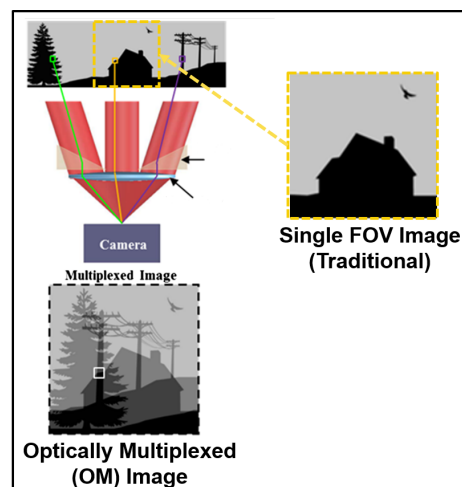 Camera
Multiplexed Image
Single FOV Image
(Traditional)
Optically Multiplexed
(OM) Image